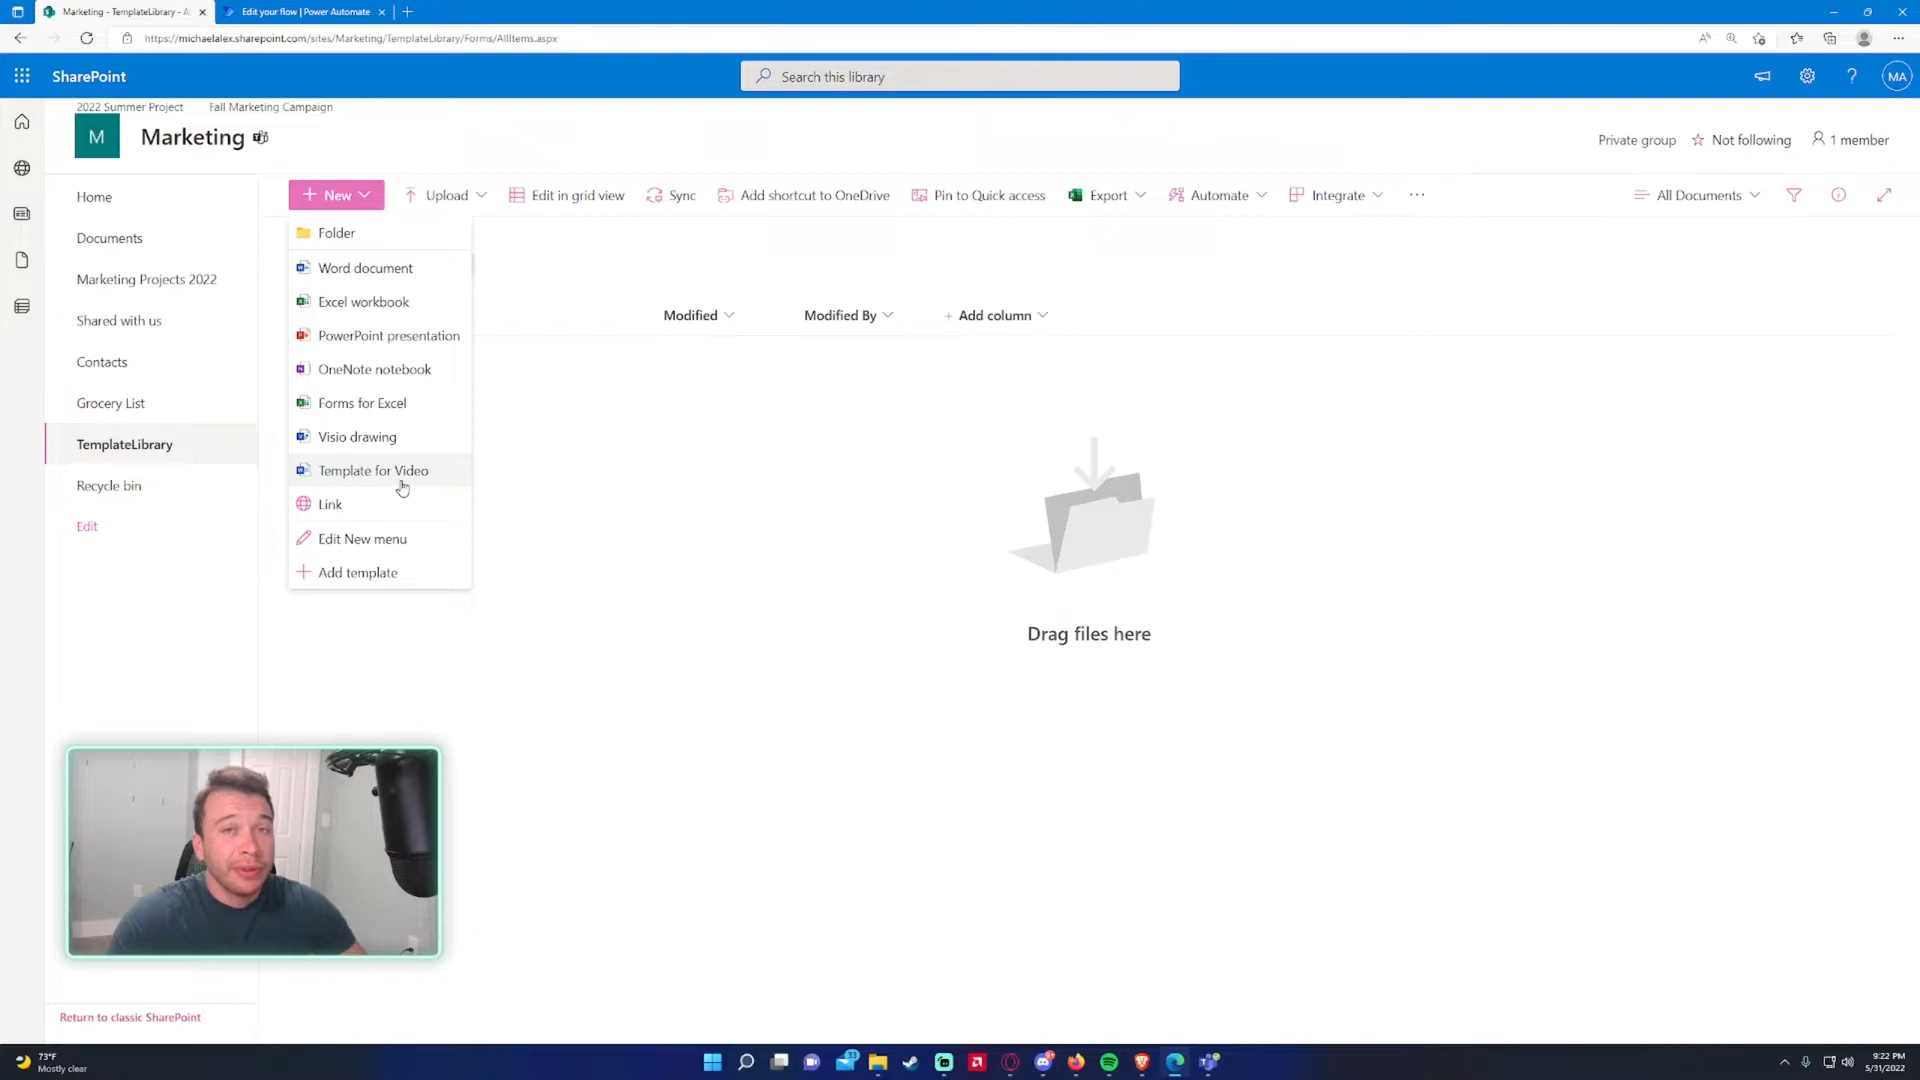 Marketing - TemplateLibrary - Al
Edit your flow | Power Automate
https://michaelalex.sharepoint.com/sites/Marketing/TemplateLibrary/Forms/AllItems.aspx
SharePoint
Search this library
MA
2022 Summer Project
Fall Marketing Campaign
M
Marketing
Private group
Not following
1 member
New
Upload
Edit in grid view
Sync
Add shortcut to OneDrive
Pin to Quick access
Export
Automate
Integrate
All Documents
Home
Documents
Marketing Projects 2022
Shared with us
Contacts
Grocery List
TemplateLibrary
Recycle bin
Edit
Folder
Word document
Excel workbook
PowerPoint presentation
OneNote notebook
Forms for Excel
Visio drawing
Template for Video
Link
Edit New menu
Add template
Modified
Modified By
+ Add column
Drag files here
Return to classic SharePoint
73°F
Mostly clear
33
9:22 PM
5/31/2022